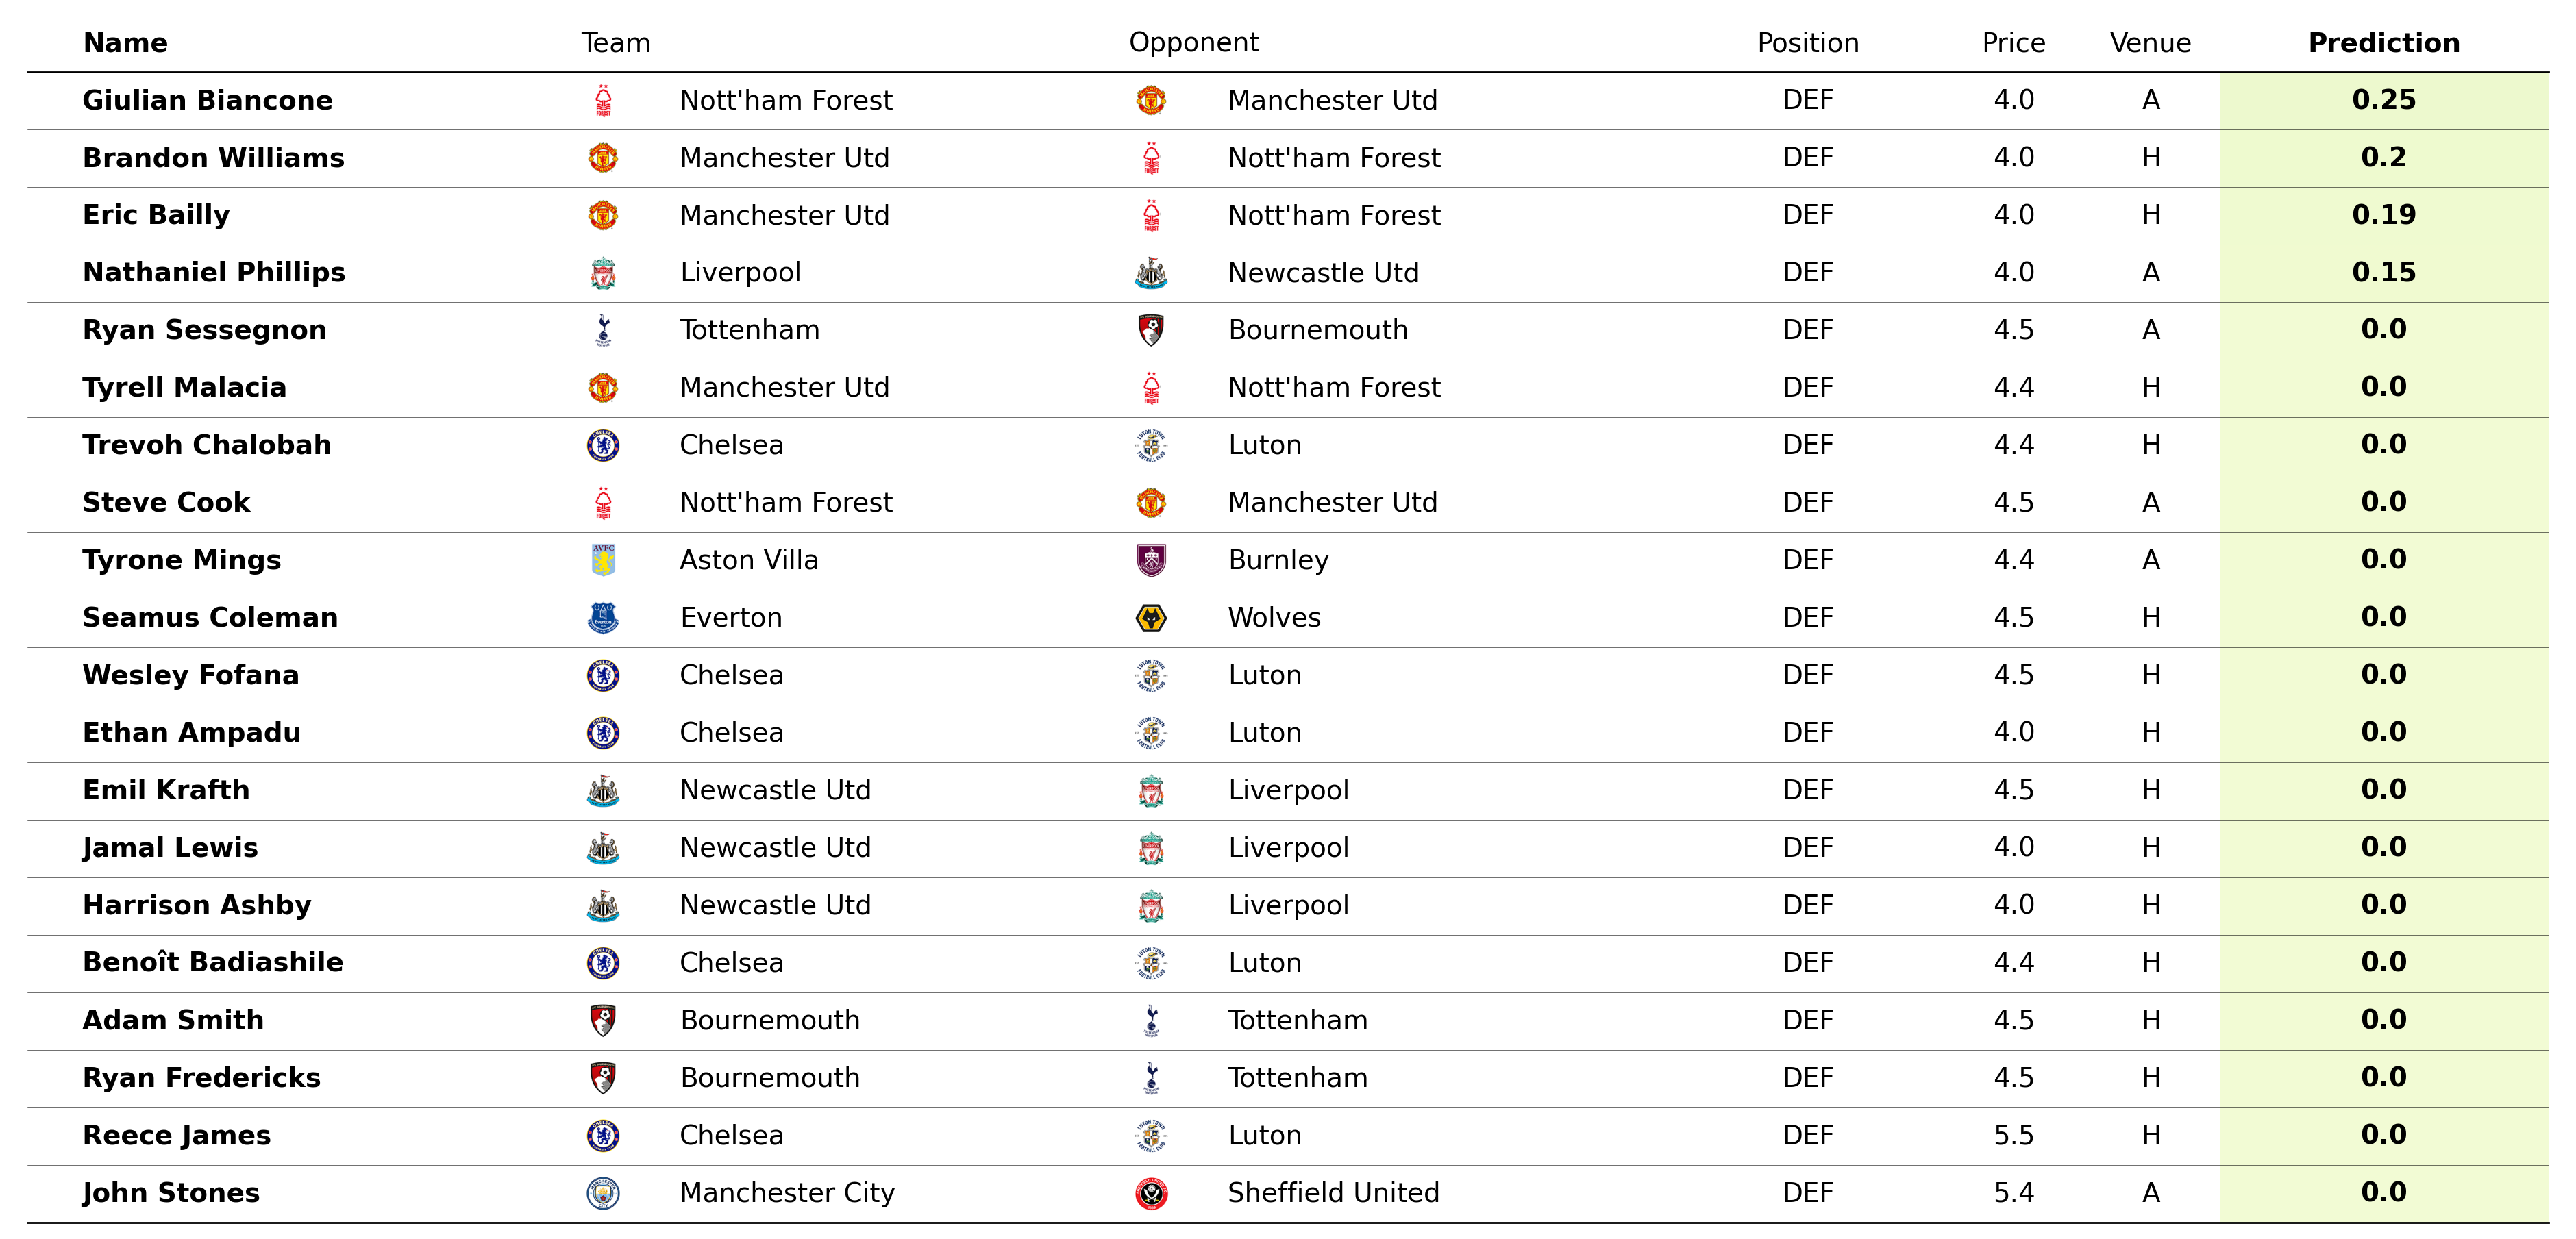 Name Team Opponent Position Price Venue Prediction
Giulian Biancone Nott'ham Forest Manchester Utd DEF 4.0 A 0.25
Brandon Williams Manchester Utd Nott'ham Forest DEF 4.0 H 0.2
Eric Bailly Manchester Utd Nott'ham Forest DEF 4.0 H 0.19
Nathaniel Phillips Liverpool Newcastle Utd DEF 4.0 A 0.15
Ryan Sessegnon Tottenham Bournemouth DEF 4.5 A 0.0
Tyrell Malacia Manchester Utd Nott'ham Forest DEF 4.4 H 0.0
Trevoh Chalobah Chelsea Luton DEF 4.4 H 0.0
Steve Cook Nott'ham Forest Manchester Utd DEF 4.5 A 0.0
Tyrone Mings Aston Villa Burnley DEF 4.4 A 0.0
Seamus Coleman Everton Wolves DEF 4.5 H 0.0
Wesley Fofana Chelsea Luton DEF 4.5 H 0.0
Ethan Ampadu Chelsea Luton DEF 4.0 H 0.0
Emil Krafth Newcastle Utd Liverpool DEF 4.5 H 0.0
Jamal Lewis Newcastle Utd Liverpool DEF 4.0 H 0.0
Harrison Ashby Newcastle Utd Liverpool DEF 4.0 H 0.0
Benoît Badiashile Chelsea Luton DEF 4.4 H 0.0
Adam Smith Bournemouth Tottenham DEF 4.5 H 0.0
Ryan Fredericks Bournemouth Tottenham DEF 4.5 H 0.0
Reece James Chelsea Luton DEF 5.5 H 0.0
John Stones Manchester City Sheffield United DEF 5.4 A 0.0